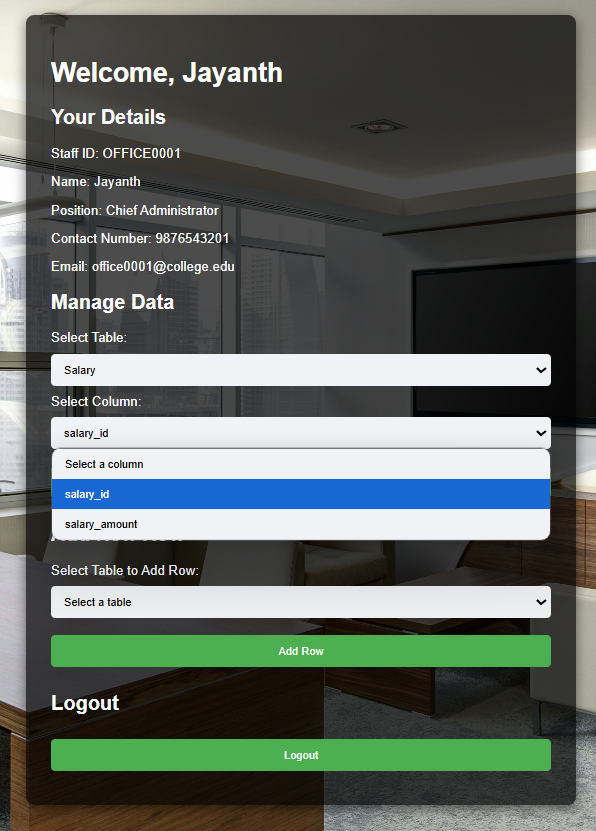 Welcome, Jayanth
Your Details
Staff ID: OFFICE0001
Name: Jayanth
Position: Chief Administrator
Contact Number: 9876543201
Email: office0001@college.edu
Manage Data
Select Table:
Salary
Select Column:
salary_id
Select a column
salary_id
salary_amount
Select Table to Add Row:
Select a table
Add Row
Logout
Logout